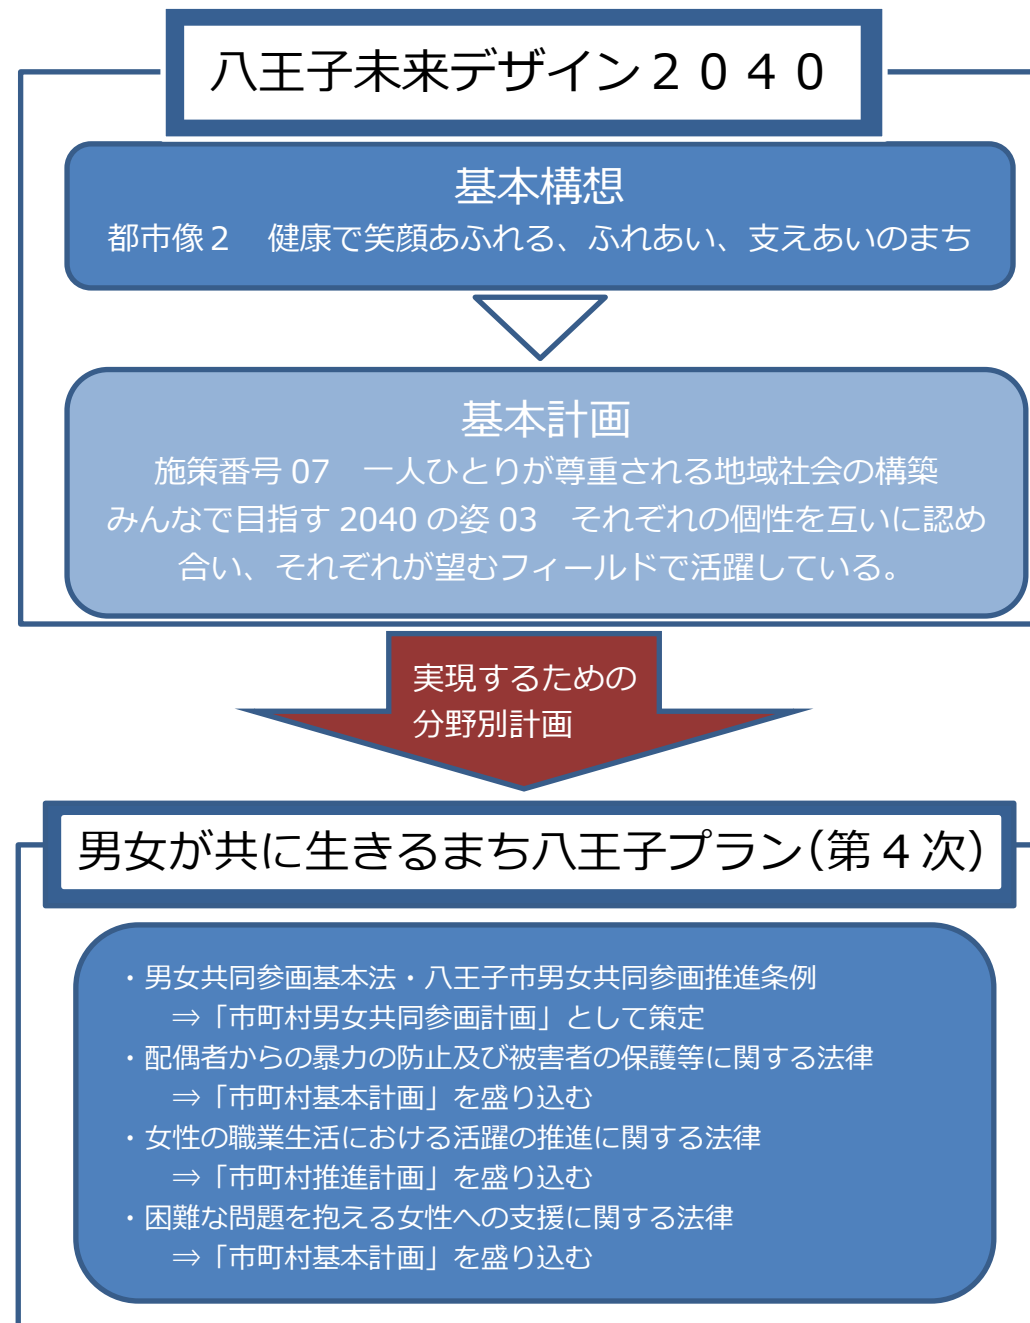 八王子未来デザイン２０４０
基本構想
都市像２　健康で笑顔あふれる、ふれあい、支えあいのまち
基本計画
施策番号 07　一人ひとりが尊重される地域社会の構築
みんなで目指す 2040 の姿 03　それぞれの個性を互いに認め
合い、それぞれが望むフィールドで活躍している。
実現するための
分野別計画
男女が共に生きるまち八王子プラン（第４次）
・男女共同参画基本法・八王子市男女共同参画推進条例
⇒「市町村男女共同参画計画」として策定
・配偶者からの暴力の防止及び被害者の保護等に関する法律
⇒「市町村基本計画」を盛り込む
・女性の職業生活における活躍の推進に関する法律
⇒「市町村推進計画」を盛り込む
・困難な問題を抱える女性への支援に関する法律
⇒「市町村基本計画」を盛り込む